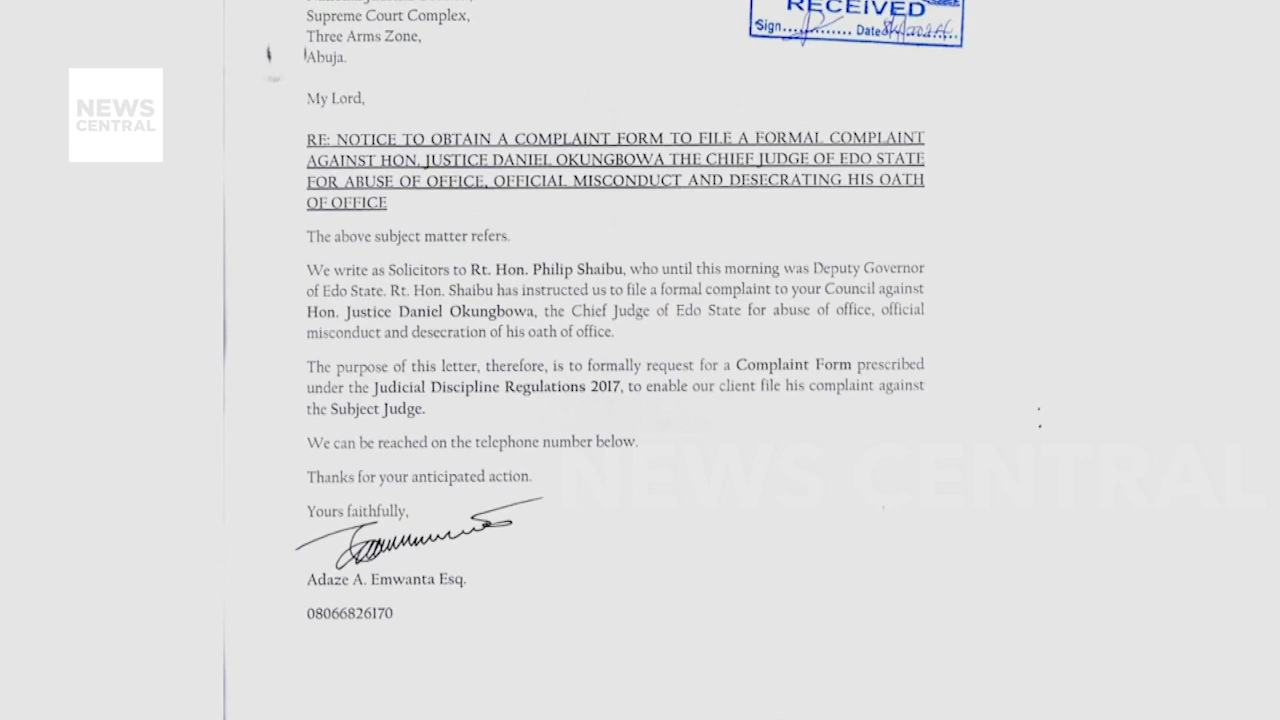 Supreme Court Complex,
Three Arms Zone,
Abuja.
RECEIVED
Sign.............. Date
NEWS
CENTRAL
My Lord,
RE: NOTICE TO OBTAIN A COMPLAINT FORM TO FILE A FORMAL COMPLAINT
AGAINST HON. JUSTICE DANIEL OKUNGBOWA THE CHIEF JUDGE OF EDO STATE
FOR ABUSE OF OFFICE, OFFICIAL MISCONDUCT AND DESECRATING HIS OATH
OF OFFICE
The above subject matter refers.
We write as Solicitors to Rt. Hon. Philip Shaibu, who until this morning was Deputy Governor
of Edo State. Rt. Hon. Shaibu has instructed us to file a formal complaint to your Council against
Hon. Justice Daniel Okungbowa, the Chief Judge of Edo State for abuse of office, official
misconduct and desecration of his oath of office.
The purpose of this letter, therefore, is to formally request for a Complaint Form prescribed
under the Judicial Discipline Regulations 2017, to enable our client file his complaint against
the Subject Judge.
We can be reached on the telephone number below.
NEWS CENTRAL
Thanks for your anticipated action.
Yours faithfully,
Adaze A. Emwanta Esq.
08066826170